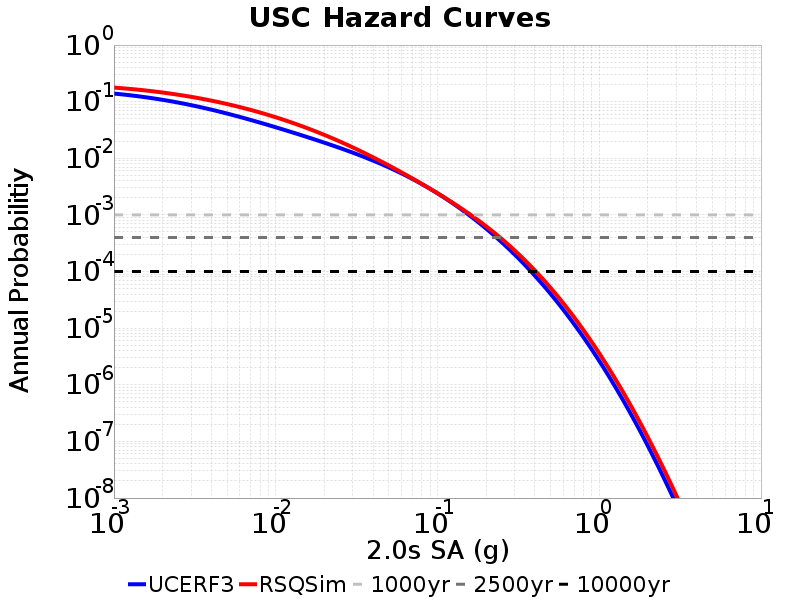 USC Hazard Curves
10^0
10^-1
10^-2
10^-3
10^-4
10^-5
10^-6
10^-7
10^-8
Annual Probabilitiy
10^-3 10^-2 10^-1 10^0 10^1
2.0s SA (g)
UCERF3 RSQSim 1000yr 2500yr 10000yr